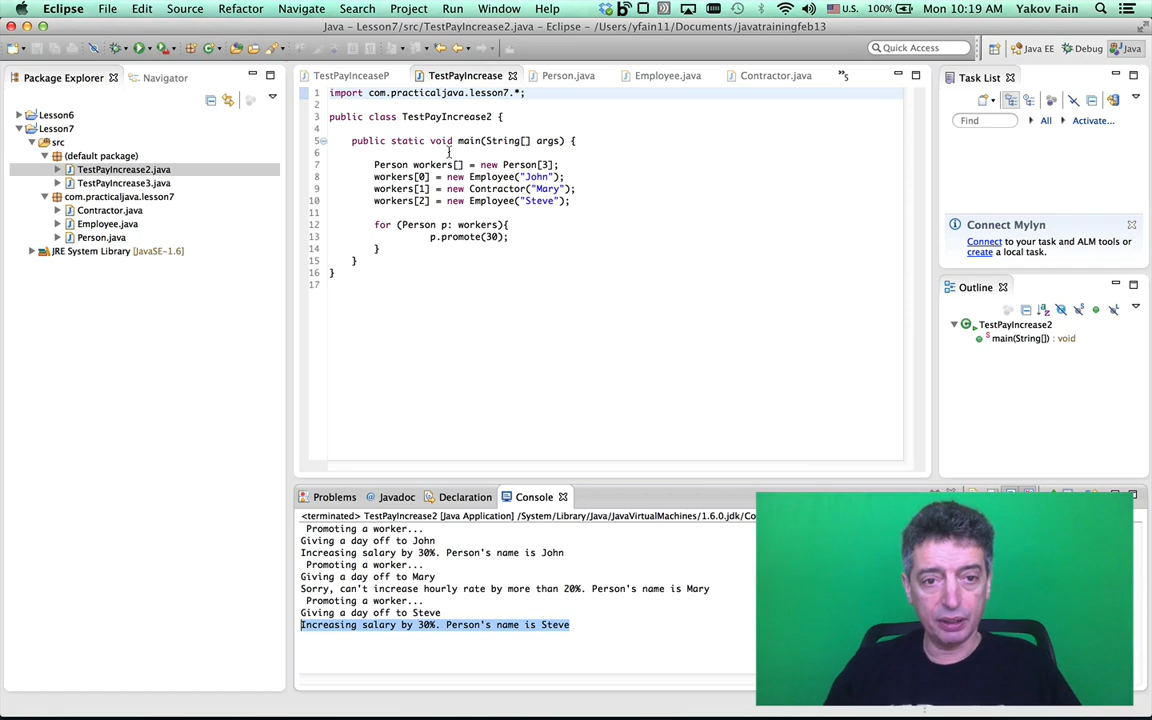 Eclipse File Edit Source Refactor Navigate Search Project Run Window Help U.S. 100% Mon 10:19 AM Yakov Fain
Java - Lesson7/src/TestPayIncrease2.java - Eclipse - /Users/yfain11/Documents/javatrainingfeb13
Quick Access Java EE Debug Java
Package Explorer Navigator
Lesson6
Lesson7
src
(default package)
TestPayIncrease2.java
TestPayIncrease3.java
com.practicaljava.lesson7
Contractor.java
Employee.java
Person.java
JRE System Library [JavaSE-1.6]
TestPayInceaseP TestPayIncrease Person.java Employee.java Contractor.java »5
1 import com.practicaljava.lesson7.*;
2
3 public class TestPayIncrease2 {
4
5 public static void main(String[] args) {
6
7 Person workers[] = new Person[3];
8 workers[0] = new Employee("John");
9 workers[1] = new Contractor("Mary");
10 workers[2] = new Employee("Steve");
11
12 for (Person p: workers){
13 p.promote(30);
14 }
15 }
16 }
17
Task List
Find All Activate...
Connect Mylyn
Connect to your task and ALM tools or
create a local task.
Outline
TestPayIncrease2
main(String[]) : void
Problems Javadoc Declaration Console
<terminated> TestPayIncrease2 [Java Application] /System/Library/Java/JavaVirtualMachines/1.6.0.jdk/Co
Promoting a worker...
Giving a day off to John
Increasing salary by 30%. Person's name is John
Promoting a worker...
Giving a day off to Mary
Sorry, can't increase hourly rate by more than 20%. Person's name is Mary
Promoting a worker...
Giving a day off to Steve
Increasing salary by 30%. Person's name is Steve